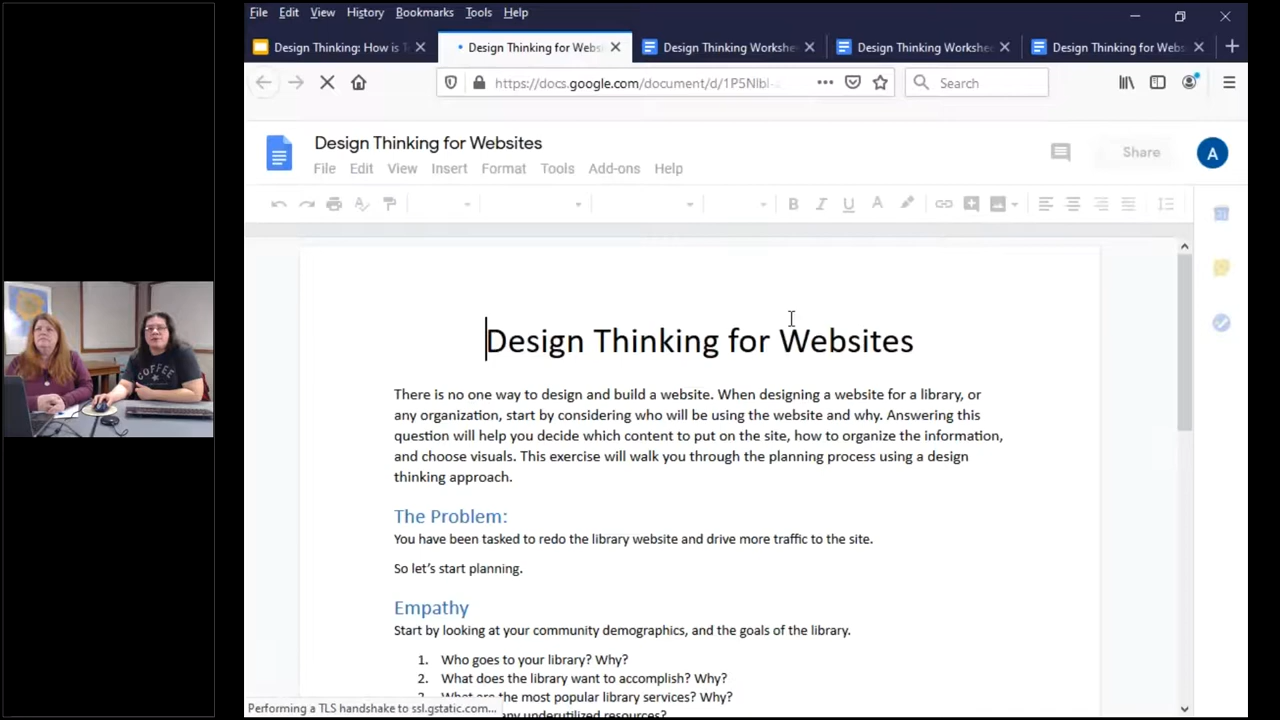 File Edit View History Bookmarks Tools Help
Design Thinking: How is
Design Thinking for Webs
Design Thinking Workshe
Design Thinking Workshe
Design Thinking for Webs
https://docs.google.com/document/d/1P5NIbI-
Search
Design Thinking for Websites
File Edit View Insert Format Tools Add-ons Help
Share
A
B I U A
COFFEE
Design Thinking for Websites
There is no one way to design and build a website. When designing a website for a library, or
any organization, start by considering who will be using the website and why. Answering this
question will help you decide which content to put on the site, how to organize the information,
and choose visuals. This exercise will walk you through the planning process using a design
thinking approach.
The Problem:
You have been tasked to redo the library website and drive more traffic to the site.
So let's start planning.
Empathy
Start by looking at your community demographics, and the goals of the library.
1. Who goes to your library? Why?
2. What does the library want to accomplish? Why?
What are the most popular library services? Why?
any underutilized resources?
Performing a TLS handshake to ssl.gstatic.com...